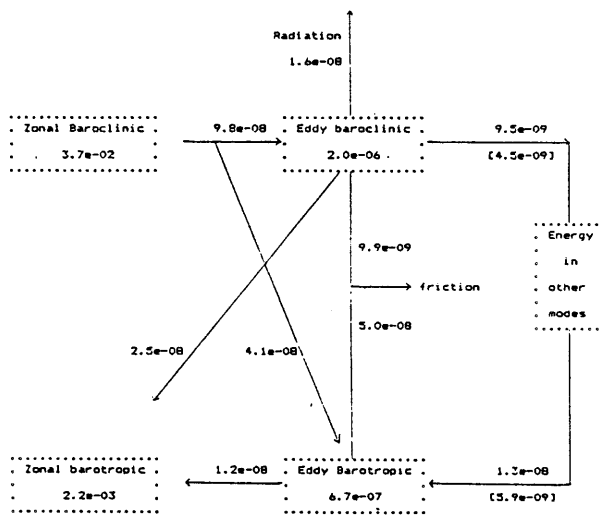 Radiation
1.6e-08
Zonal Baroclinic
3.7e-02
9.8e-08
Eddy baroclinic
2.0e-06
9.5e-09
[4.5e-09]
9.9e-09
Energy
in
other
modes
friction
5.0e-08
2.5e-08
4.1e-08
Zonal barotropic
2.2e-03
1.2e-08
Eddy Barotropic
6.7e-07
1.3e-08
[5.9e-09]